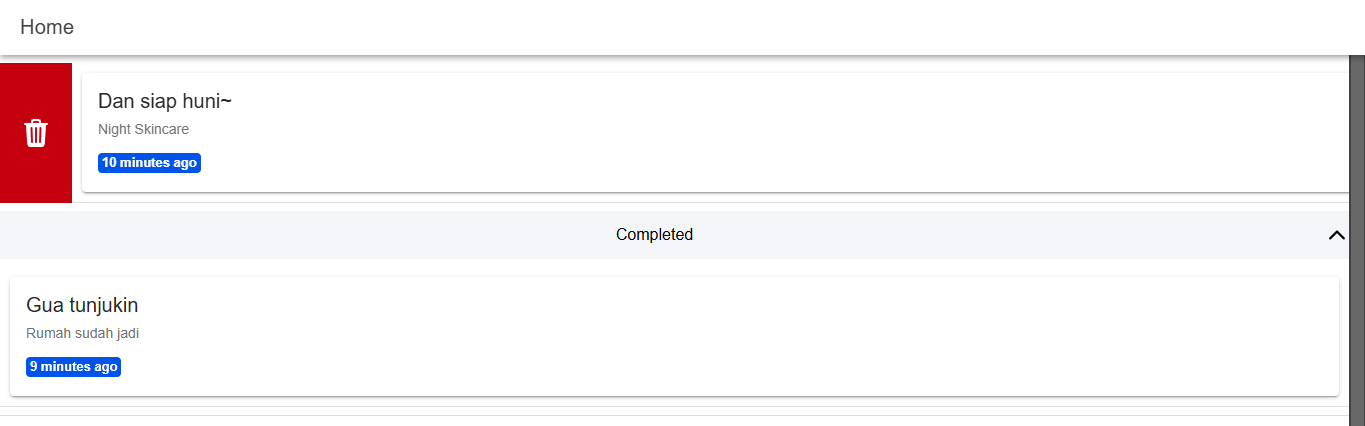 Home
Dan siap huni~
Night Skincare
10 minutes ago
Completed
Gua tunjukin
Rumah sudah jadi
9 minutes ago